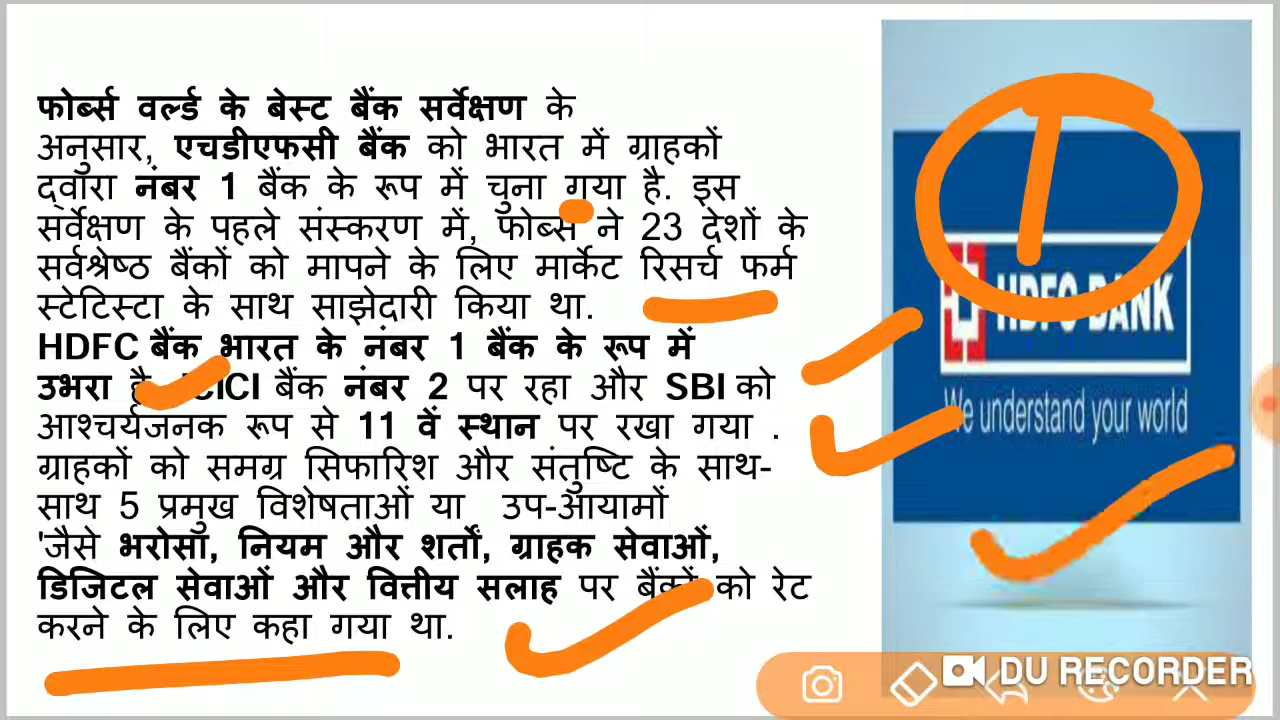 फोर्ब्स वर्ल्ड के बेस्ट बैंक सर्वेक्षण के
अनुसार, एचडीएफसी बैंक को भारत में ग्राहकों
द्वारा नंबर 1 बैंक के रूप में चुना गया है. इस
सर्वेक्षण के पहले संस्करण में, फोर्ब्स ने 23 देशों के
सर्वश्रेष्ठ बैंकों को मापने के लिए मार्केट रिसर्च फर्म
स्टेटिस्टा के साथ साझेदारी किया था.
HDFC बैंक भारत के नंबर 1 बैंक के रूप में
उभरा है ICICI बैंक नंबर 2 पर रहा और SBI को
आश्चर्यजनक रूप से 11 वें स्थान पर रखा गया .
ग्राहकों को समग्र सिफारिश और संतुष्टि के साथ-
साथ 5 प्रमुख विशेषताओं या उप-आयामों
'जैसे भरोसा, नियम और शर्तों, ग्राहक सेवाओं,
डिजिटल सेवाओं और वित्तीय सलाह पर बैंकों को रेट
करने के लिए कहा गया था.
1
HDFC BANK
We understand your world
DU RECORDER